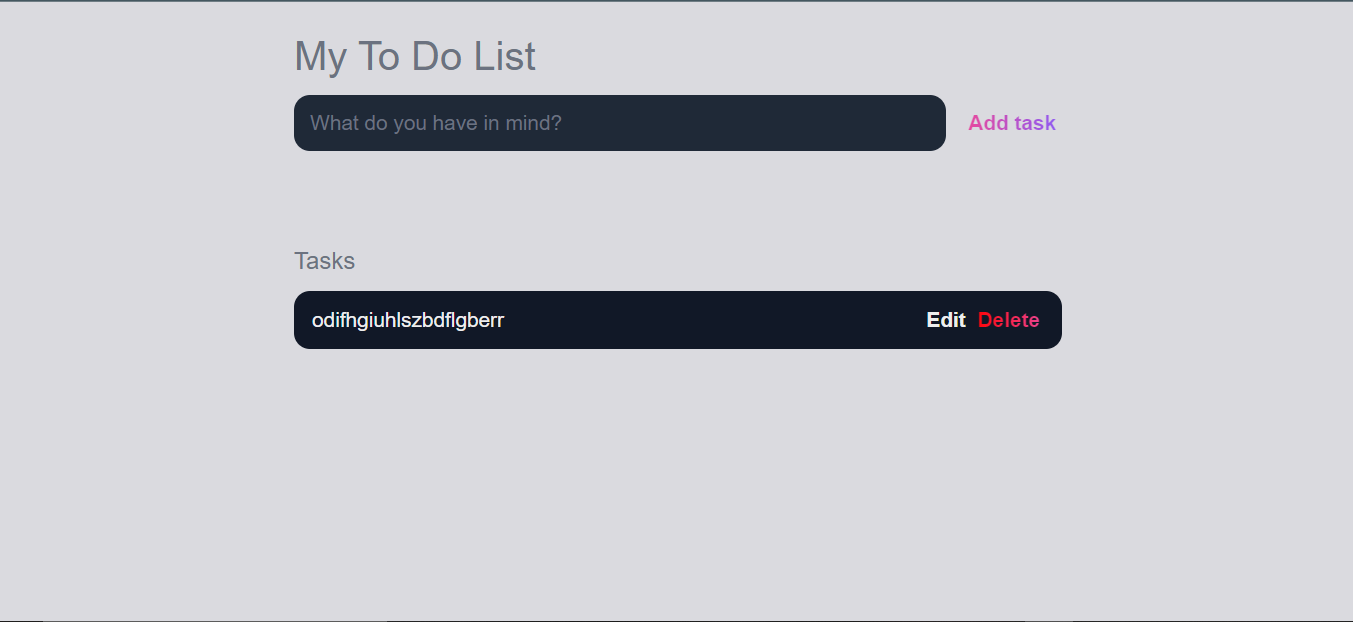 My To Do List
What do you have in mind? Add task
Tasks
odifhgiuhlszbdflgberr Edit Delete